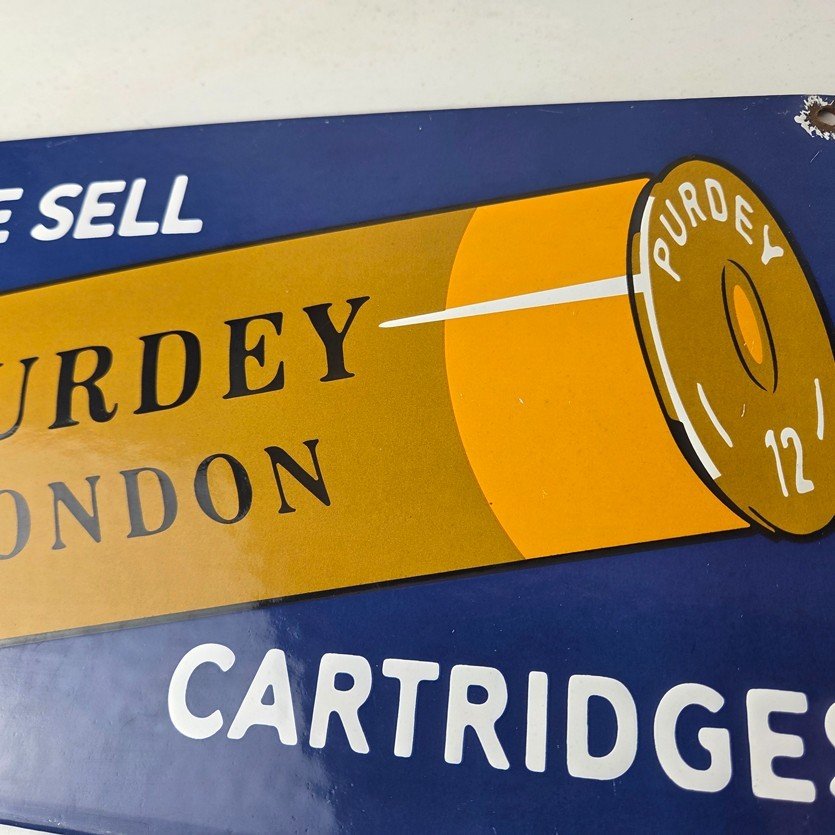 E SELL
PURDEY
URDEY
ONDON
12
CARTRIDGES